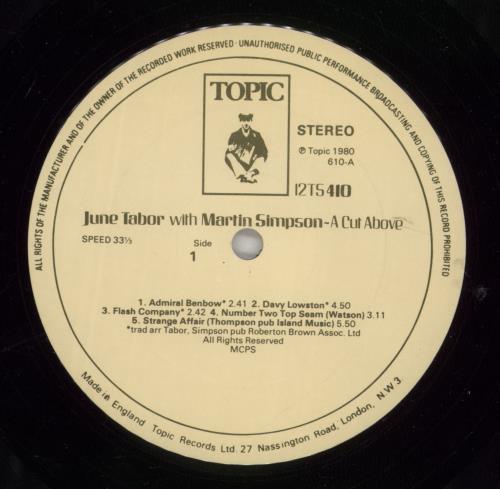 ALL RIGHTS OF THE MANUFACTURER AND OF THE OWNER OF THE RECORDED WORK RESERVED · UNAUTHORISED PUBLIC PERFORMANCE BROADCASTING AND COPYING OF THIS RECORD PROHIBITED
TOPIC
STEREO
℗ Topic 1980
610-A
12TS410
June Tabor with Martin Simpson-A Cut Above
SPEED 33⅓
Side
1
1. Admiral Benbow* 2.41 2. Davy Lowston* 4.50
3. Flash Company* 2.42 4. Number Two Top Seam (Watson) 3.11
5. Strange Affair (Thompson pub Island Music) 5.50
*trad arr Tabor, Simpson pub Roberton Brown Assoc. Ltd
All Rights Reserved
MCPS
Made in England Topic Records Ltd. 27 Nassington Road, London, NW3